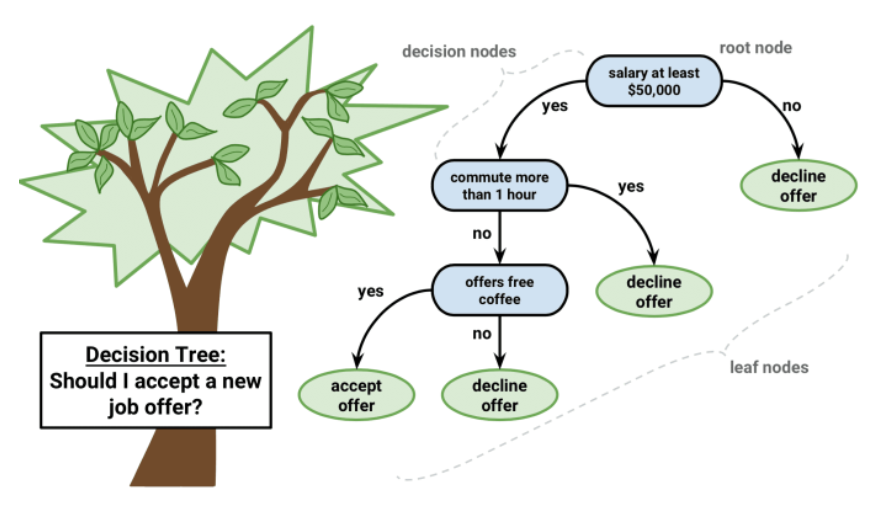 decision nodes
root node
salary at least
$50,000
yes
no
commute more
than 1 hour
yes
decline
offer
no
offers free
coffee
decline
offer
yes
no
accept
offer
decline
offer
leaf nodes
Decision Tree:
Should I accept a new
job offer?